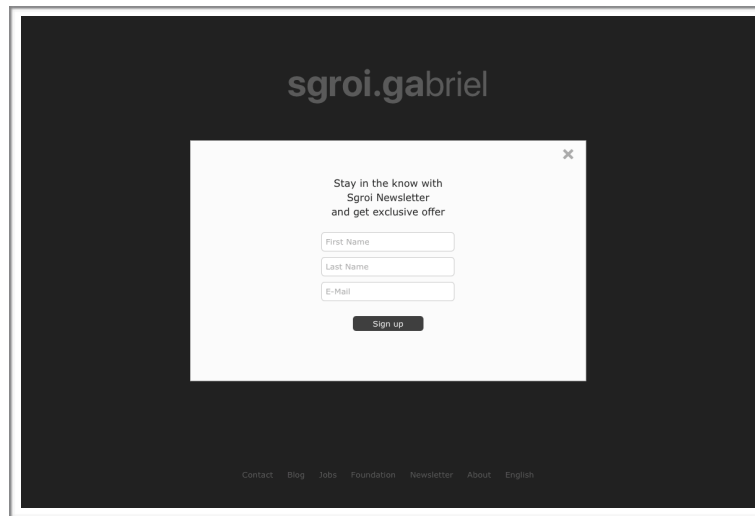 sgroi.gabriel
Stay in the know with
Sgroi Newsletter
and get exclusive offer
First Name
Last Name
E-Mail
Sign up
Contact Blog Jobs Foundation Newsletter About English